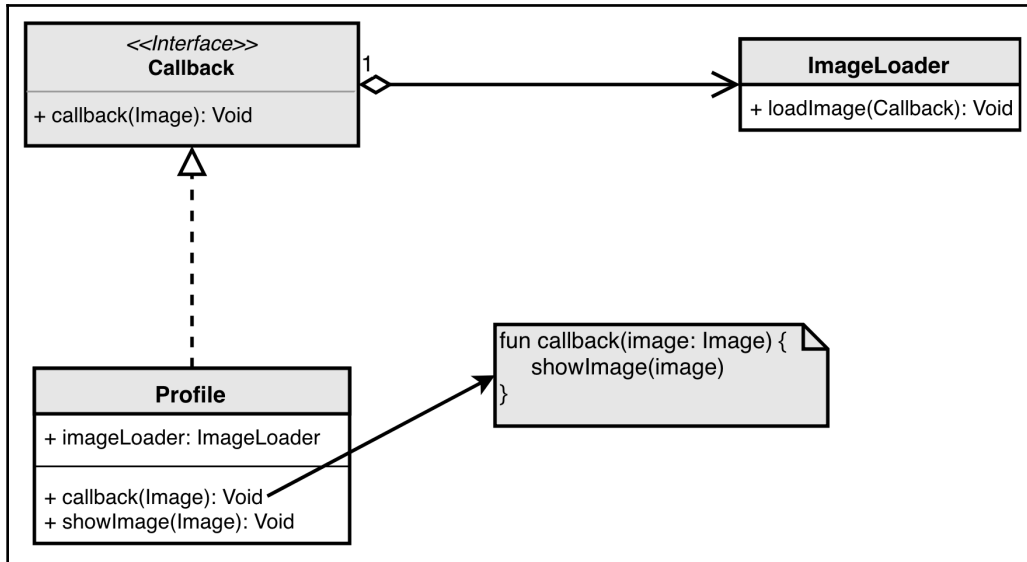 <<Interface>>
Callback
+ callback(Image): Void
1
ImageLoader
+ loadImage(Callback): Void
fun callback(image: Image) {
showImage(image)
}
Profile
+ imageLoader: ImageLoader
+ callback(Image): Void
+ showImage(Image): Void